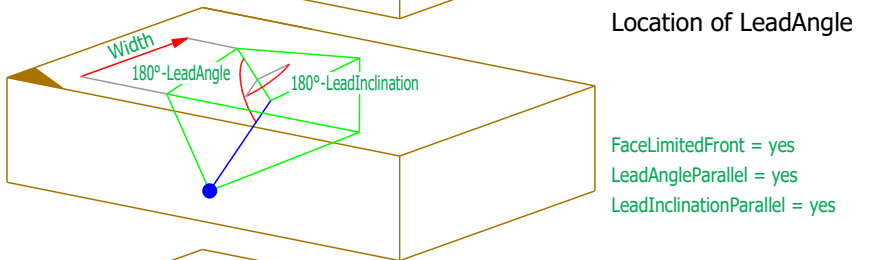 Location of LeadAngle
Width
180°-LeadAngle
180°-LeadInclination
FaceLimitedFront = yes
LeadAngleParallel = yes
LeadInclinationParallel = yes